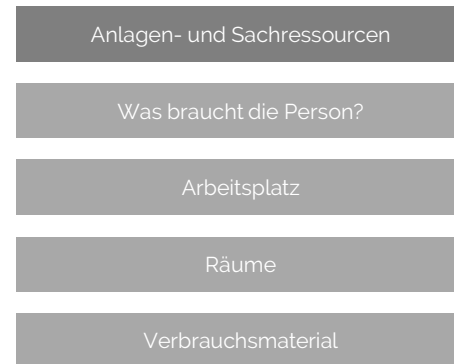 Anlagen- und Sachressourcen
Was braucht die Person?
Arbeitsplatz
Räume
Verbrauchsmaterial